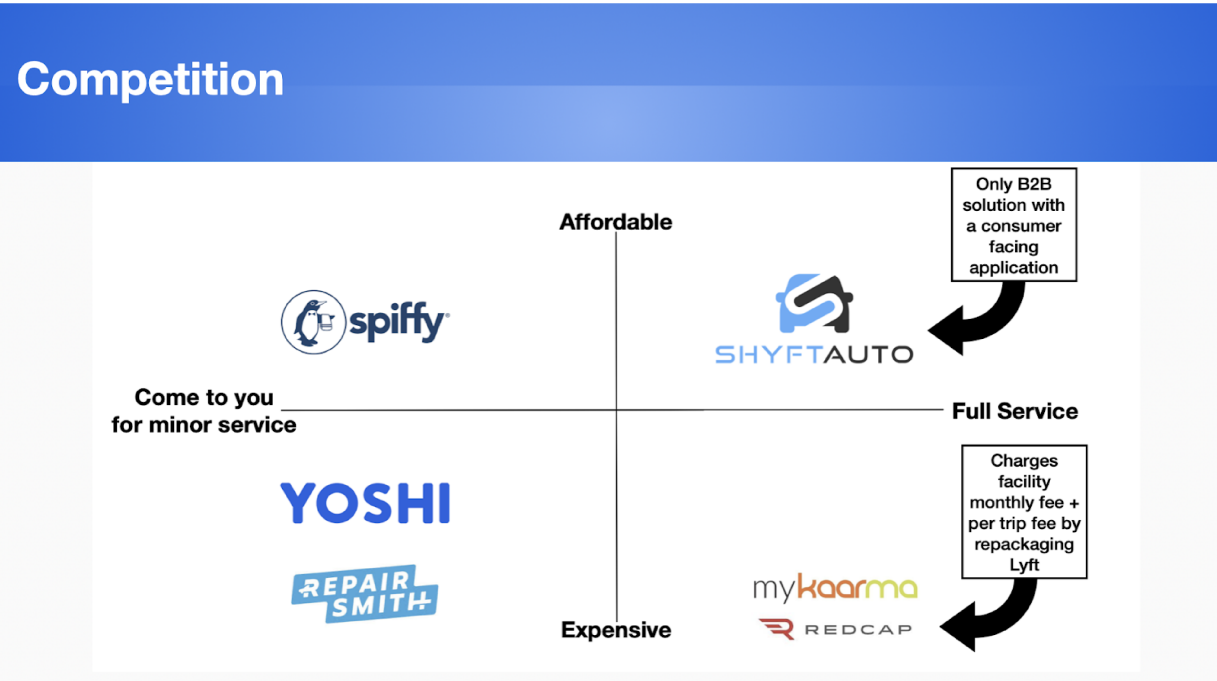 Competition
Affordable
Only B2B
solution with
a consumer
facing
application
spiffy
SHYFTAUTO
Come to you
for minor service
Full Service
YOSHI
REPAIR
SMITH
Charges
facility
monthly fee +
per trip fee by
repackaging
Lyft
mykaarma
REDCAP
Expensive